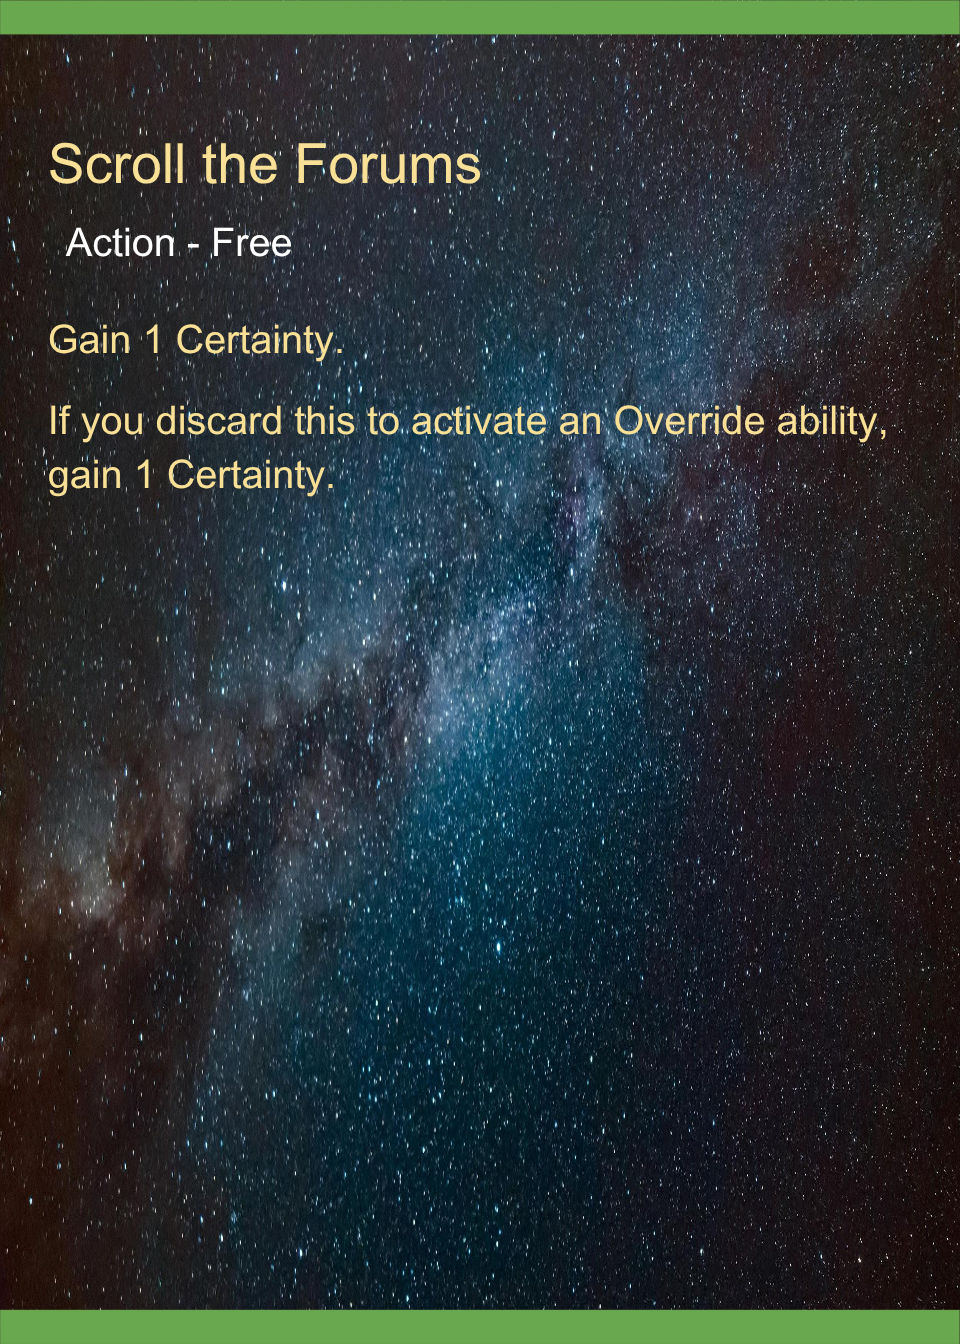 Scroll the Forums
Action - Free
Gain 1 Certainty.
If you discard this to activate an Override ability,
gain 1 Certainty.